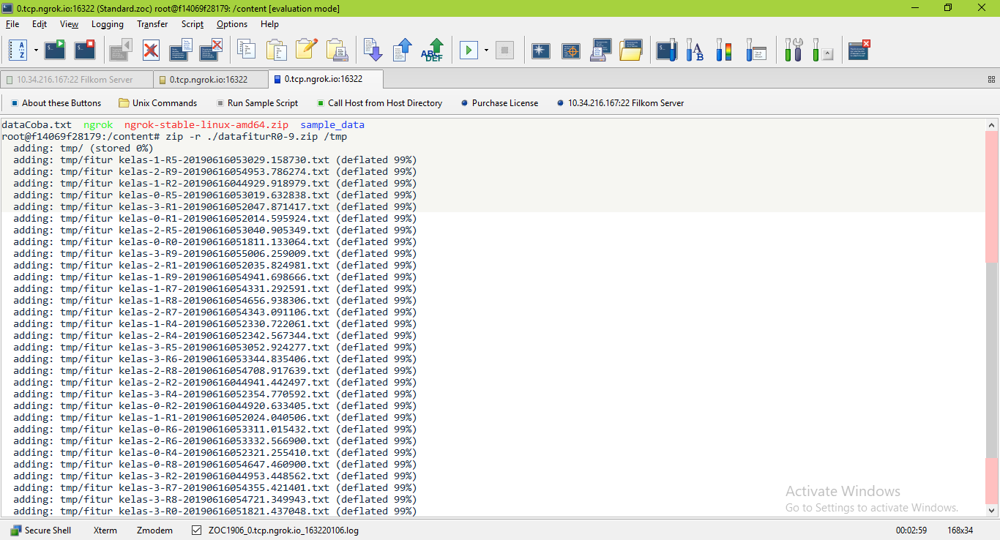 0.tcp.ngrok.io:16322 (Standard.zoc) root@f14069f28179: /content [evaluation mode]
File Edit View Logging Transfer Script Options Help
10.34.216.167:22 Filkom Server 0.tcp.ngrok.io:16322 0.tcp.ngrok.io:16322
About these Buttons Unix Commands Run Sample Script Call Host from Host Directory Purchase License 10.34.216.167:22 Filkom Server
dataCoba.txt ngrok ngrok-stable-linux-amd64.zip sample_data
root@f14069f28179:/content# zip -r ./datafiturR0-9.zip /tmp
adding: tmp/ (stored 0%)
adding: tmp/fitur kelas-1-R5-20190616053029.158730.txt (deflated 99%)
adding: tmp/fitur kelas-2-R9-20190616054953.786274.txt (deflated 99%)
adding: tmp/fitur kelas-1-R2-20190616044929.918979.txt (deflated 99%)
adding: tmp/fitur kelas-0-R5-20190616053019.632838.txt (deflated 99%)
adding: tmp/fitur kelas-3-R1-20190616052047.871417.txt (deflated 99%)
adding: tmp/fitur kelas-0-R1-20190616052014.595924.txt (deflated 99%)
adding: tmp/fitur kelas-2-R5-20190616053040.905349.txt (deflated 99%)
adding: tmp/fitur kelas-0-R0-20190616051811.133064.txt (deflated 99%)
adding: tmp/fitur kelas-3-R9-20190616055006.259009.txt (deflated 99%)
adding: tmp/fitur kelas-2-R1-20190616052035.824981.txt (deflated 99%)
adding: tmp/fitur kelas-1-R9-20190616054941.698666.txt (deflated 99%)
adding: tmp/fitur kelas-1-R7-20190616054331.292591.txt (deflated 99%)
adding: tmp/fitur kelas-1-R8-20190616054656.938306.txt (deflated 99%)
adding: tmp/fitur kelas-2-R7-20190616054343.091106.txt (deflated 99%)
adding: tmp/fitur kelas-1-R4-20190616052330.722061.txt (deflated 99%)
adding: tmp/fitur kelas-2-R4-20190616052342.567344.txt (deflated 99%)
adding: tmp/fitur kelas-3-R5-20190616053052.924277.txt (deflated 99%)
adding: tmp/fitur kelas-3-R6-20190616053344.835406.txt (deflated 99%)
adding: tmp/fitur kelas-2-R8-20190616054708.917639.txt (deflated 99%)
adding: tmp/fitur kelas-2-R2-20190616044941.442497.txt (deflated 99%)
adding: tmp/fitur kelas-3-R4-20190616052354.770592.txt (deflated 99%)
adding: tmp/fitur kelas-0-R2-20190616044920.633405.txt (deflated 99%)
adding: tmp/fitur kelas-1-R1-20190616052024.040506.txt (deflated 99%)
adding: tmp/fitur kelas-0-R6-20190616053311.015432.txt (deflated 99%)
adding: tmp/fitur kelas-2-R6-20190616053332.566900.txt (deflated 99%)
adding: tmp/fitur kelas-0-R4-20190616052321.255410.txt (deflated 99%)
adding: tmp/fitur kelas-0-R8-20190616054647.460900.txt (deflated 99%)
adding: tmp/fitur kelas-3-R2-20190616044953.448562.txt (deflated 99%)
adding: tmp/fitur kelas-3-R7-20190616054355.421401.txt (deflated 99%)
adding: tmp/fitur kelas-3-R8-20190616054721.349943.txt (deflated 99%)
adding: tmp/fitur kelas-3-R0-20190616051821.437048.txt (deflated 99%)
Activate Windows
Go to Settings to activate Windows.
Secure Shell Xterm Zmodem ZOC1906_0.tcp.ngrok.io_163220106.log 00:02:59 168x34